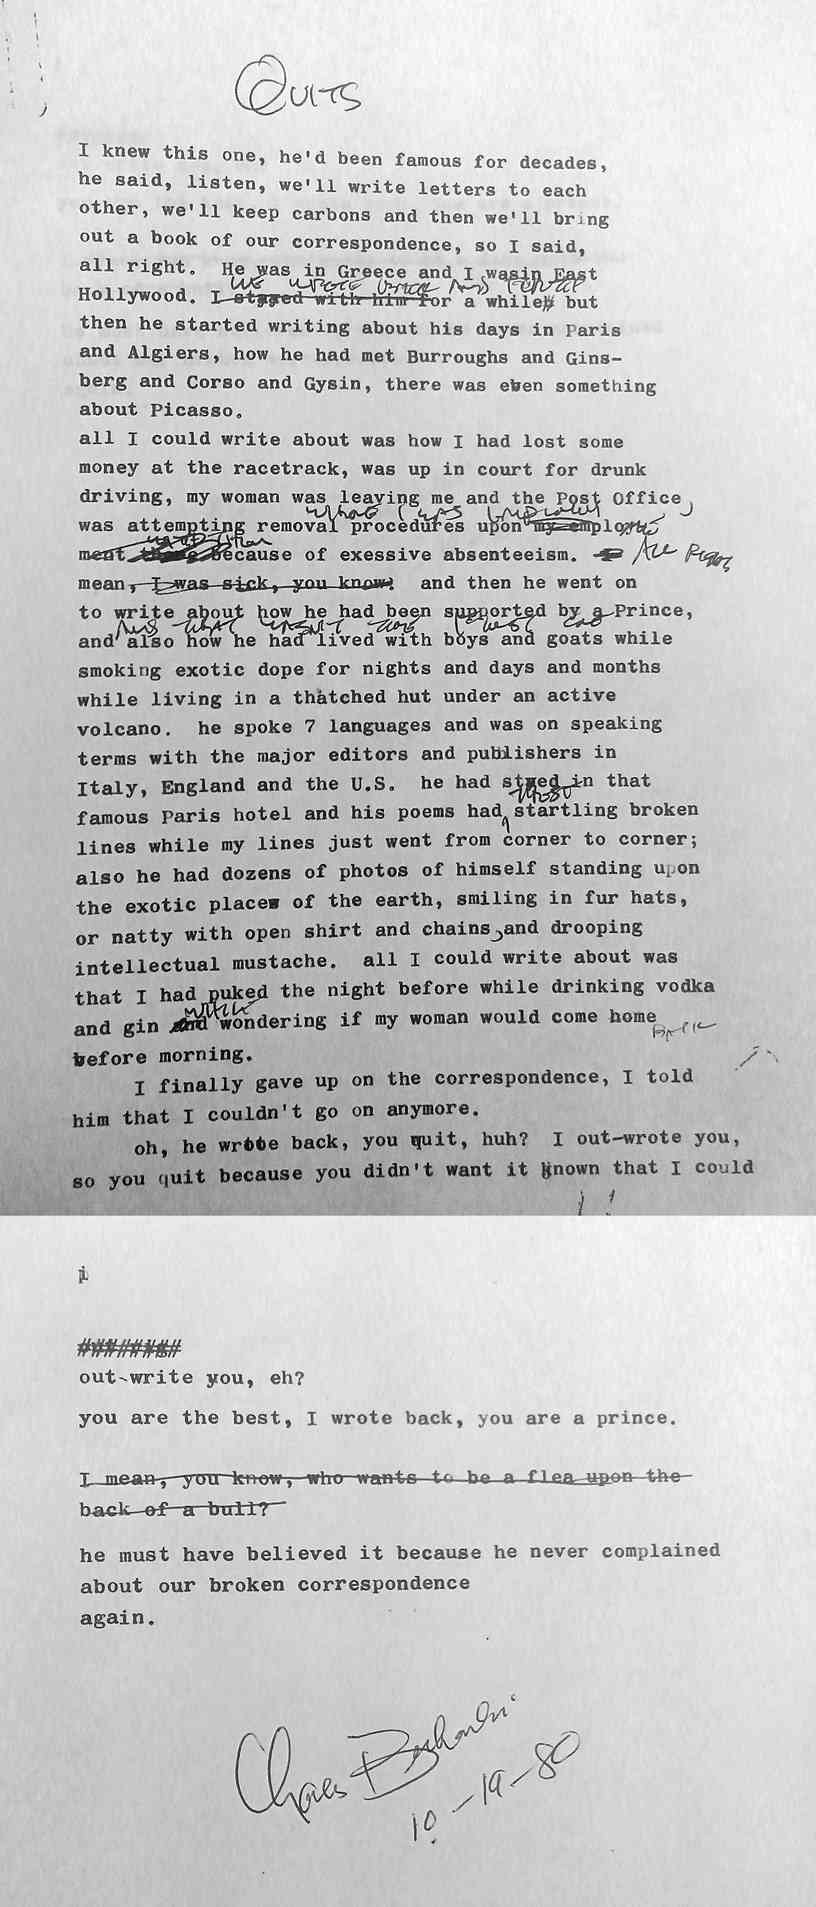 QUITS
I knew this one, he'd been famous for decades,
he said, listen, we'll write letters to each
other, we'll keep carbons and then we'll bring
out a book of our correspondence, so I said,
all right.  He was in Greece and I wasin East
WE WROTE BACK AND FORTH
Hollywood. I stayed with him for a while but
then he started writing about his days in Paris
and Algiers, how he had met Burroughs and Gins-
berg and Corso and Gysin, there was even something
about Picasso.
all I could write about was how I had lost some
money at the racetrack, was up in court for drunk
driving, my woman was leaving me and the Post Office,
was attempting removal procedures upon my employ
ment because of exessive absenteeism. All Right,
mean, I was sick, you know!  and then he went on
to write about how he had been supported by a Prince,
and also how he had lived with boys and goats while
smoking exotic dope for nights and days and months
while living in a thatched hut under an active
volcano.  he spoke 7 languages and was on speaking
terms with the major editors and publishers in
Italy, England and the U.S.  he had stayed in that
these
famous Paris hotel and his poems had startling broken
lines while my lines just went from corner to corner;
also he had dozens of photos of himself standing upon
the exotic places of the earth, smiling in fur hats,
or natty with open shirt and chains, and drooping
intellectual mustache.  all I could write about was
that I had puked the night before while drinking vodka
while
and gin and wondering if my woman would come home
BACK
before morning.
I finally gave up on the correspondence, I told
him that I couldn't go on anymore.
oh, he wrote back, you quit, huh?  I out-wrote you,
so you quit because you didn't want it known that I could
########
out-write you, eh?
you are the best, I wrote back, you are a prince.
I mean, you know, who wants to be a flea upon the
back of a bull?
he must have believed it because he never complained
about our broken correspondence
again.
Charles Bukowski
10-19-80